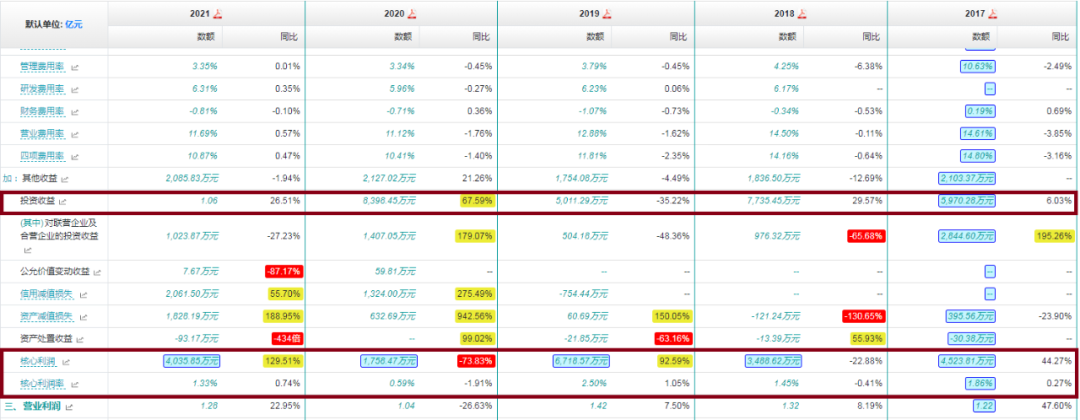 默认单位: 亿元 2021 2020 2019 2018 2017
数额 同比 数额 同比 数额 同比 数额 同比 数额 同比
管理费用率 3.35% 0.01% 3.34% -0.45% 3.79% -0.45% 4.25% -6.38% 10.63% -2.49%
研发费用率 6.31% 0.35% 5.96% -0.27% 6.23% 0.06% 6.17% -- -- --
财务费用率 -0.81% -0.10% -0.71% 0.36% -1.07% -0.73% -0.34% -0.53% 0.19% 0.69%
营业费用率 11.69% 0.57% 11.12% -1.76% 12.88% -1.62% 14.50% -0.11% 14.61% -3.85%
四项费用率 10.87% 0.47% 10.41% -1.40% 11.81% -2.35% 14.16% -0.64% 14.80% -3.16%
加: 其他收益 2,085.83万元 -1.94% 2,127.02万元 21.26% 1,754.08万元 -4.49% 1,836.50万元 -12.69% 2,103.37万元 --
投资收益 1.06 26.51% 8,398.45万元 67.59% 5,011.29万元 -35.22% 7,735.45万元 29.57% 5,970.28万元 6.03%
(其中)对联营企业及
合营企业的投资收益 1,023.87万元 -27.23% 1,407.05万元 179.07% 504.18万元 -48.36% 976.32万元 -65.68% 2,844.60万元 195.26%
公允价值变动收益 7.67万元 -87.17% 59.81万元 -- -- -- -- -- -- --
信用减值损失 2,061.50万元 55.70% 1,324.00万元 275.49% -754.44万元 -- -- -- -- --
资产减值损失 1,828.19万元 188.95% 632.69万元 942.56% 60.69万元 150.05% -121.24万元 -130.65% 395.56万元 -23.90%
资产处置收益 -93.17万元 -434倍 -- 99.02% -21.85万元 -63.16% -13.39万元 55.93% -30.38万元 --
核心利润 4,035.85万元 129.51% 1,758.47万元 -73.83% 6,718.57万元 92.59% 3,488.62万元 -22.88% 4,523.81万元 44.27%
核心利润率 1.33% 0.74% 0.59% -1.91% 2.50% 1.05% 1.45% -0.41% 1.86% 0.27%
三、营业利润 1.28 22.95% 1.04 -26.63% 1.42 7.50% 1.32 8.19% 1.22 47.60%